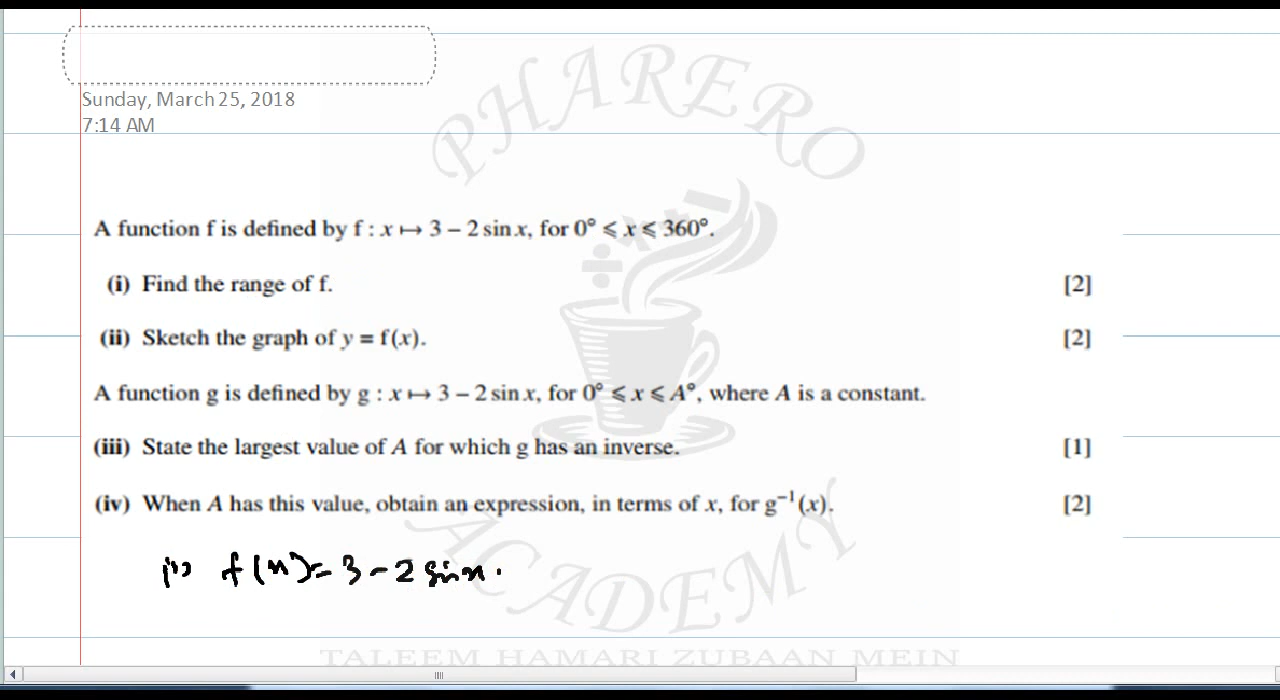 PHARERO
Sunday, March 25, 2018
7:14 AM
A function f is defined by f : x ↦ 3 − 2 sin x, for 0° ⩽ x ⩽ 360°.
(i) Find the range of f. [2]
(ii) Sketch the graph of y = f(x). [2]
A function g is defined by g : x ↦ 3 − 2 sin x, for 0° ⩽ x ⩽ A°, where A is a constant.
(iii) State the largest value of A for which g has an inverse. [1]
(iv) When A has this value, obtain an expression, in terms of x, for g⁻¹(x). [2]
i) f(x) = 3 − 2 sin x.
ACADEMY
TALEEM HAMARI ZUBAAN MEIN